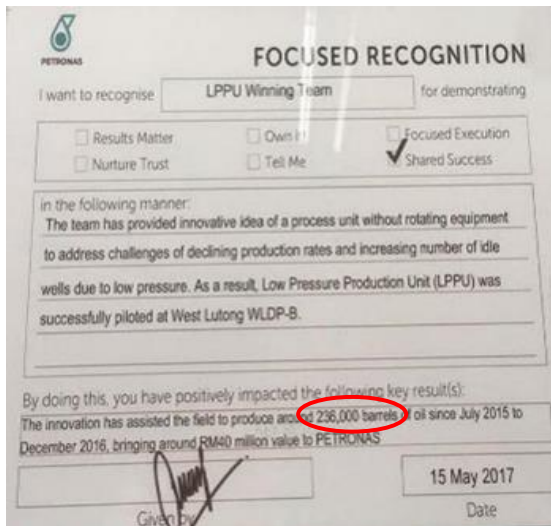 PETRONAS
FOCUSED RECOGNITION
I want to recognise LPPU Winning Team for demonstrating
Results Matter Own It! Focused Execution
Nurture Trust Tell Me Shared Success
in the following manner:
The team has provided innovative idea of a process unit without rotating equipment
to address challenges of declining production rates and increasing number of idle
wells due to low pressure. As a result, Low Pressure Production Unit (LPPU) was
successfully piloted at West Lutong WLDP-B.
By doing this, you have positively impacted the following key result(s):
The innovation has assisted the field to produce around 236,000 barrels of oil since July 2015 to
December 2016, bringing around RM40 million value to PETRONAS
15 May 2017
Given by Date